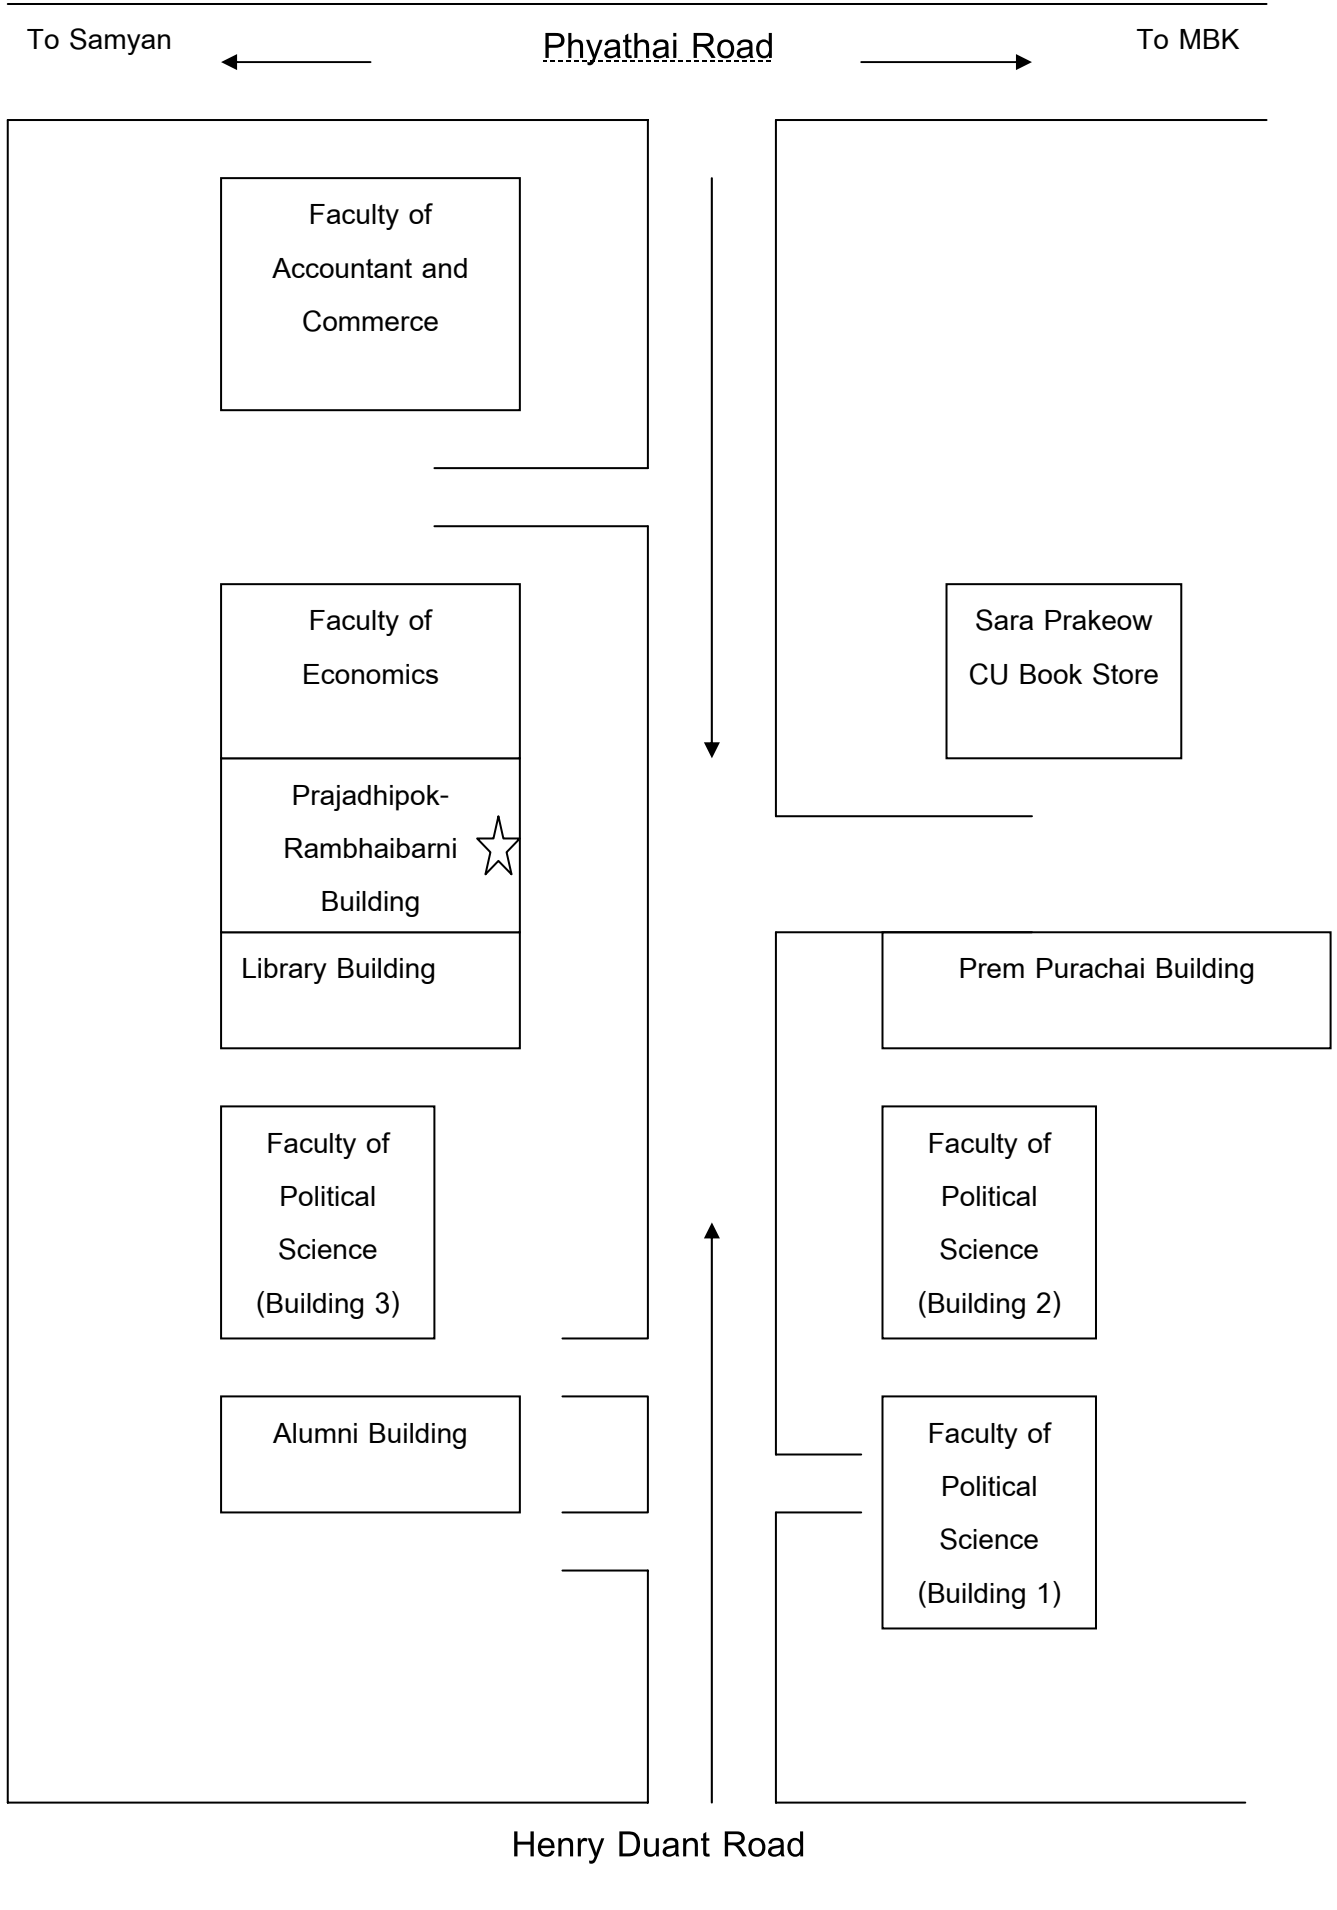 To Samyan
Phyathai Road
To MBK
Faculty of
Accountant and
Commerce
Faculty of
Economics
Sara Prakeow
CU Book Store
Prajadhipok-
Rambhaibarni
Building
Library Building
Prem Purachai Building
Faculty of
Political
Science
(Building 3)
Faculty of
Political
Science
(Building 2)
Alumni Building
Faculty of
Political
Science
(Building 1)
Henry Duant Road